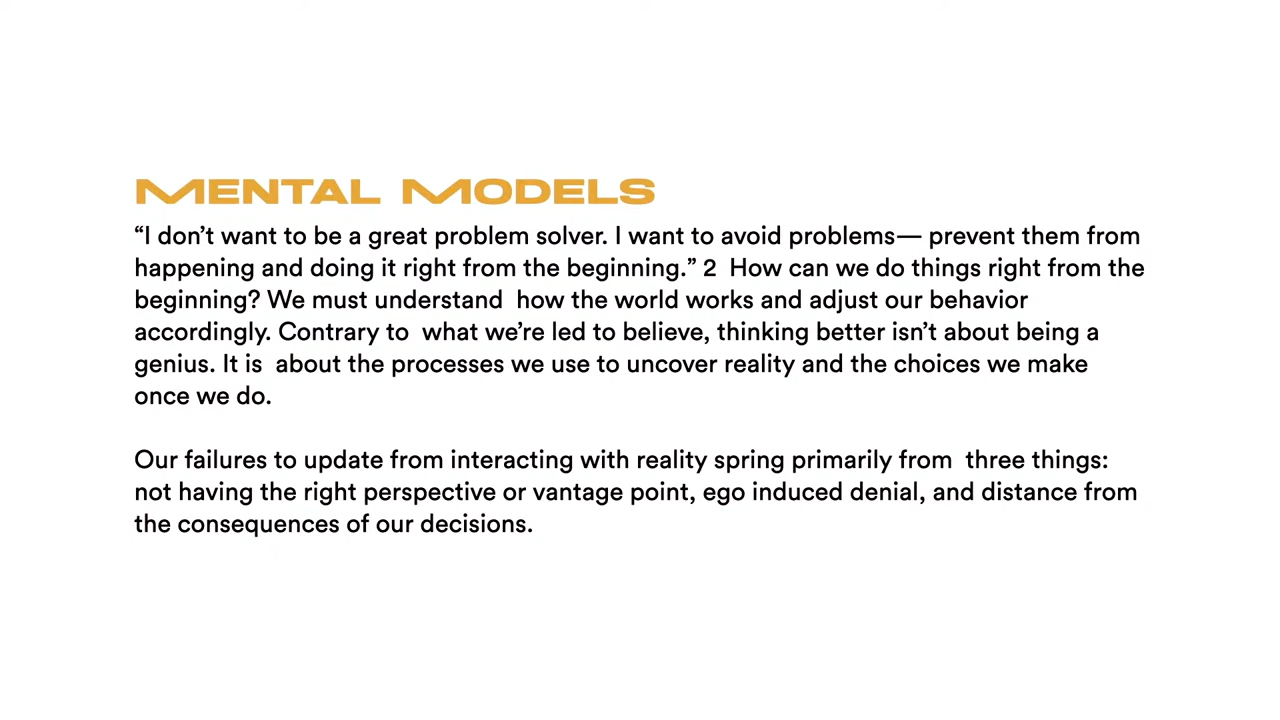 MENTAL MODELS
“I don’t want to be a great problem solver. I want to avoid problems— prevent them from
happening and doing it right from the beginning.” 2  How can we do things right from the
beginning? We must understand  how the world works and adjust our behavior
accordingly. Contrary to  what we’re led to believe, thinking better isn’t about being a
genius. It is  about the processes we use to uncover reality and the choices we make
once we do.
Our failures to update from interacting with reality spring primarily from  three things:
not having the right perspective or vantage point, ego induced denial, and distance from
the consequences of our decisions.